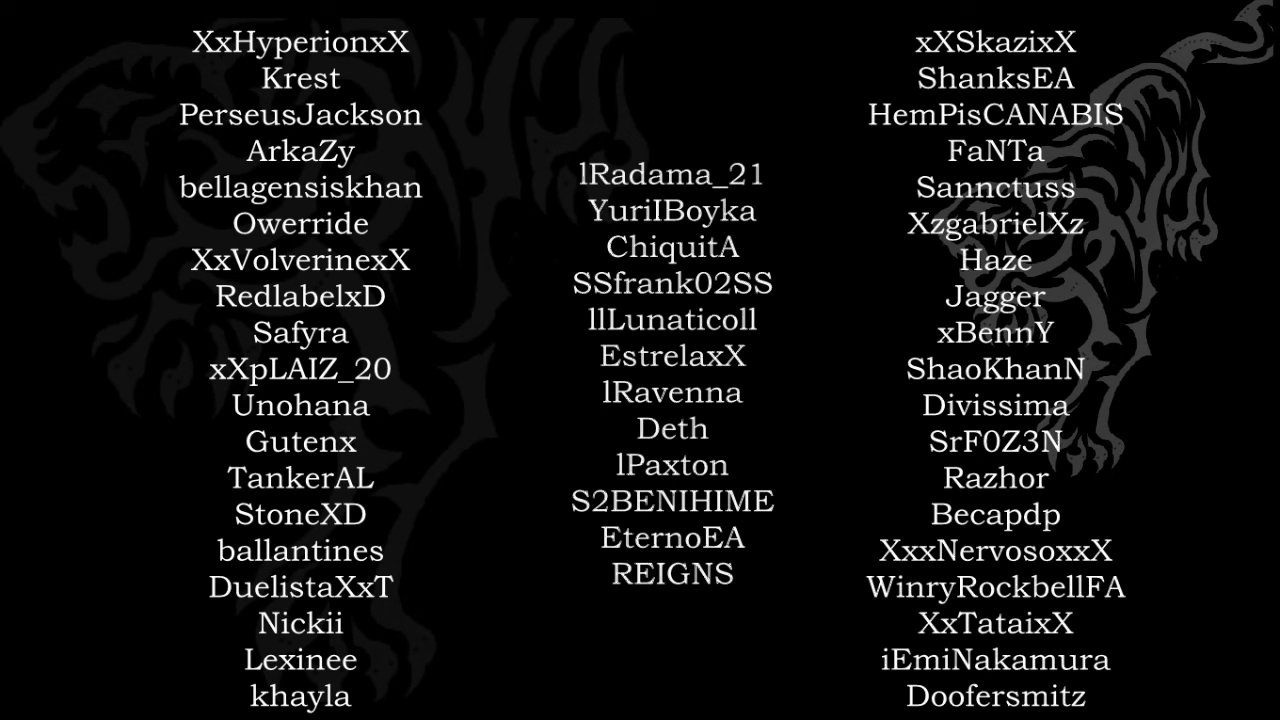 XxHyperionxX
Krest
PerseusJackson
ArkaZy
bellagensiskhan
Owerride
XxVolverinexX
RedlabelxD
Safyra
xXpLAIZ_20
Unohana
Gutenx
TankerAL
StoneXD
ballantines
DuelistaXxT
Nickii
Lexinee
khayla
lRadama_21
YuriIBoyka
ChiquitA
SSfrank02SS
llLunaticoll
EstrelaxX
lRavenna
Deth
lPaxton
S2BENIHIME
EternoEA
REIGNS
xXSkazixX
ShanksEA
HemPisCANABIS
FaNTa
Sannctuss
XzgabrielXz
Haze
Jagger
xBennY
ShaoKhanN
Divissima
SrF0Z3N
Razhor
Becapdp
XxxNervosoxxX
WinryRockbellFA
XxTataixX
iEmiNakamura
Doofersmitz